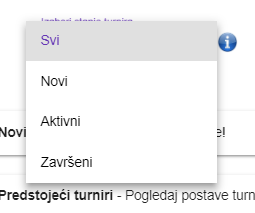 Izaberi stanje turnira
Svi
Novi
Aktivni
Završeni
Novi e!
Predstojeći turniri - Pogledaj postave turn